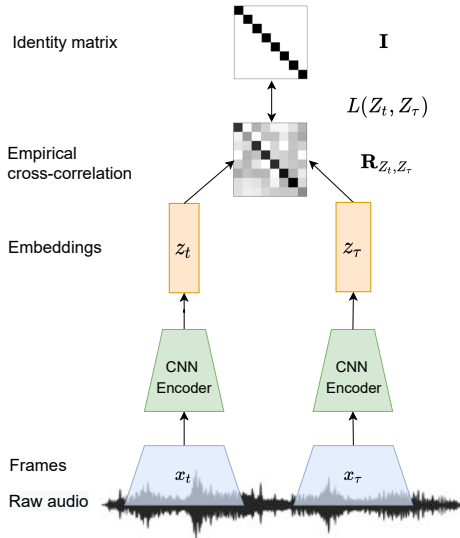 Identity matrix
I
L(Z_t, Z_τ)
Empirical
cross-correlation
R_{Z_t,Z_τ}
Embeddings
z_t
z_τ
CNN
Encoder
CNN
Encoder
Frames
x_t
x_τ
Raw audio